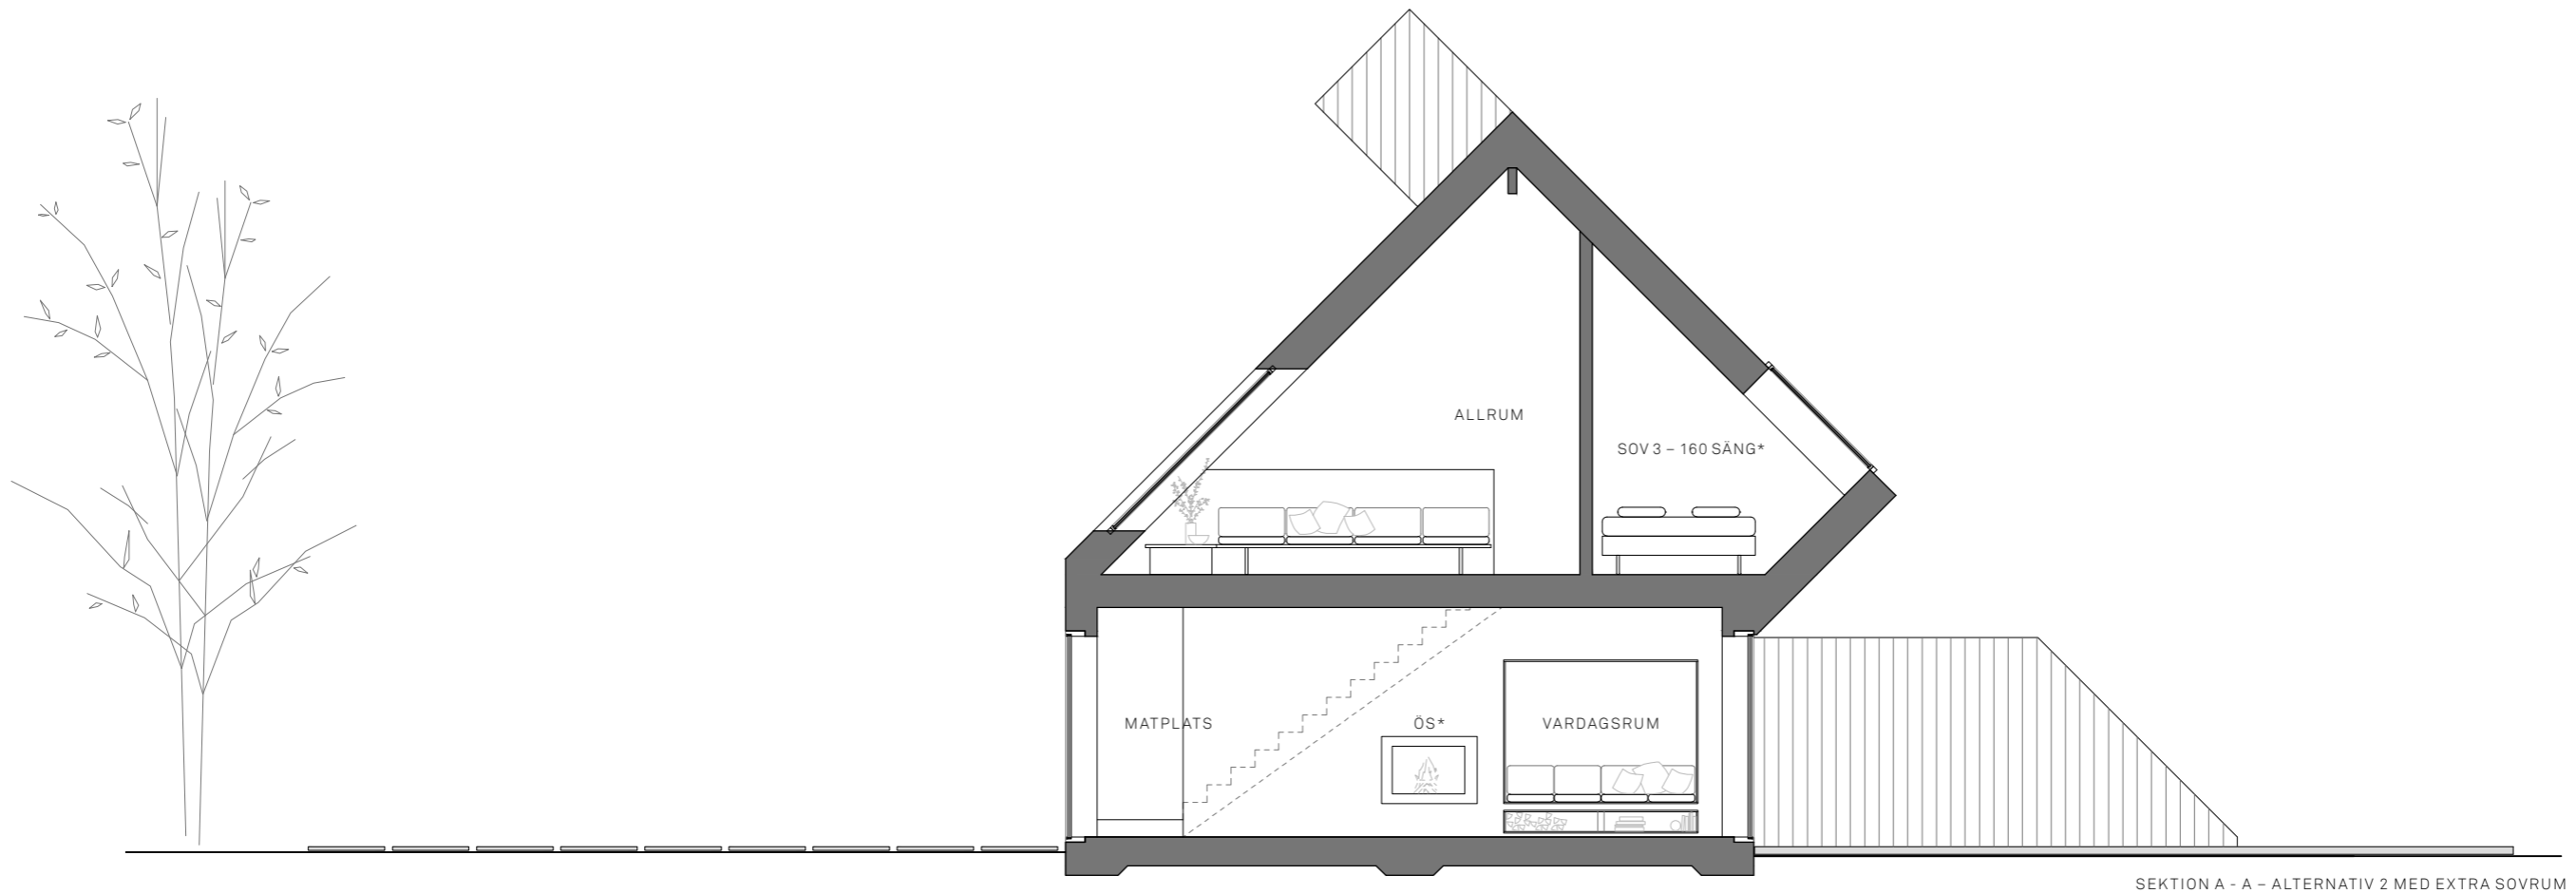 ALLRUM
SOV 3 – 160 SÄNG*
MATPLATS
ÖS*
VARDAGSRUM
SEKTION A - A – ALTERNATIV 2 MED EXTRA SOVRUM